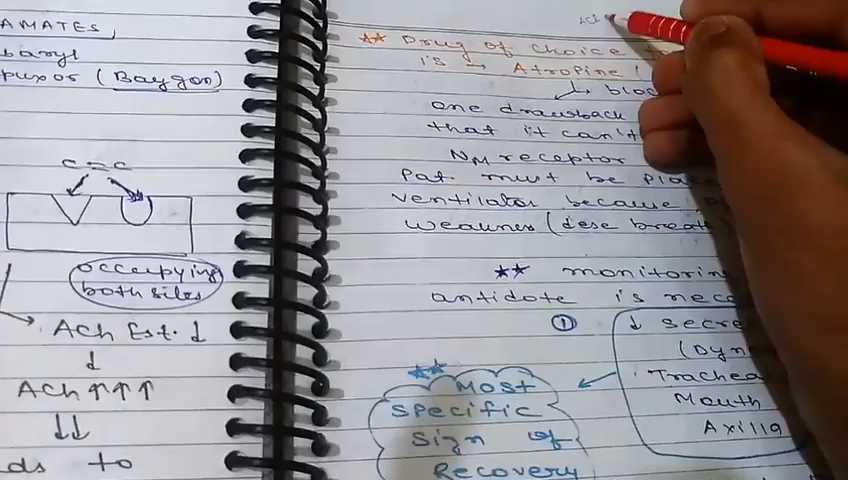 AMATES,
baryl
puxor (Baygon)
C = C
occupying
both sites
ACh Est. ↓
↓
ACh ↑↑↑
↓↓
ds to
** Drug of choice
is → Atropine!
↳ bloc
one drawback
that it can't
NM receptor
Pat. must be pla
ventilator because
weakness (dese breat
** monitorin
antidote is nece
① ↓ secre
(Dyn
Trachea
Mouth
Axilla
** Most
specific
sign of
Recovery